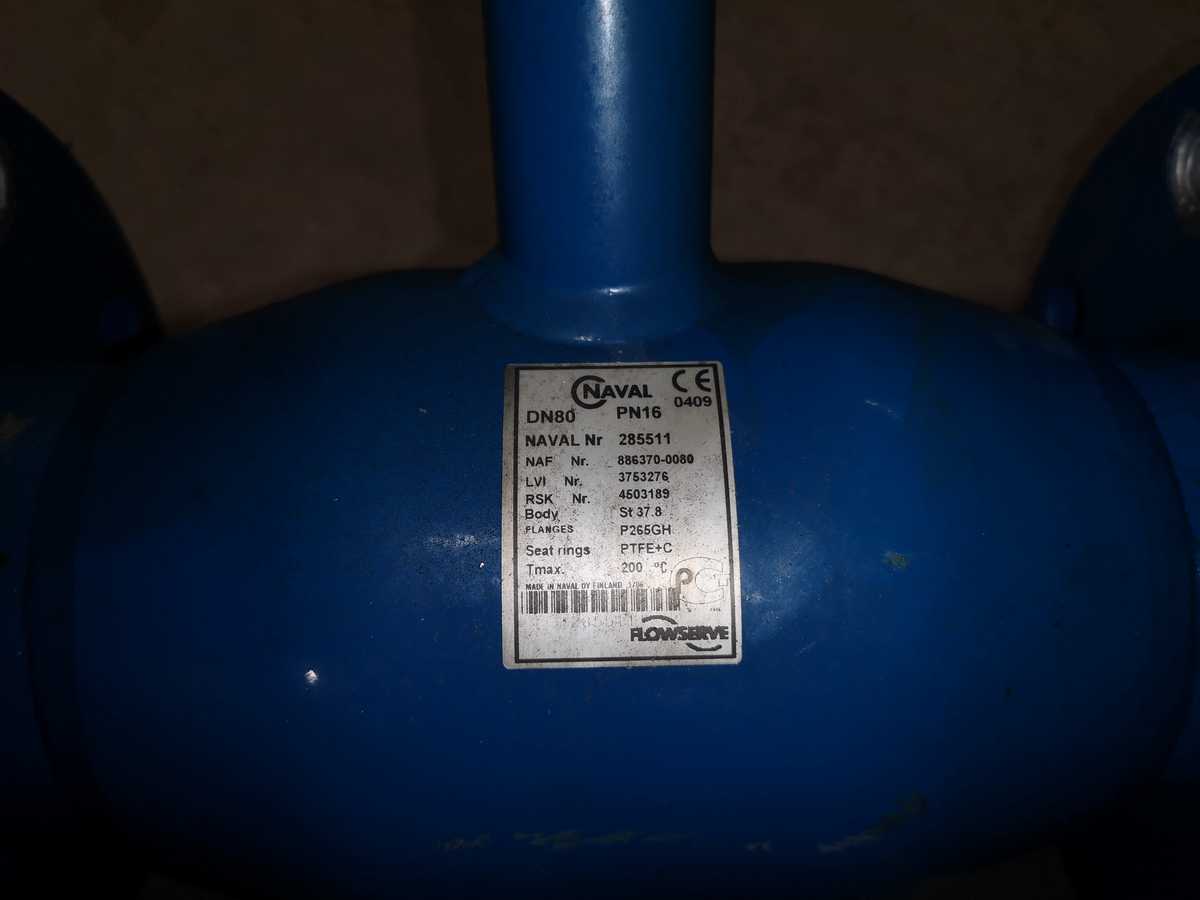 NAVAL CE
0409
DN80 PN16
NAVAL Nr 285511
NAF Nr. 886370-0080
LVI Nr. 3753276
RSK Nr. 4503189
Body St 37.8
FLANGES P265GH
Seat rings PTFE+C
Tmax. 200 °C
MADE IN NAVAL OY FINLAND
FLOWSERVE